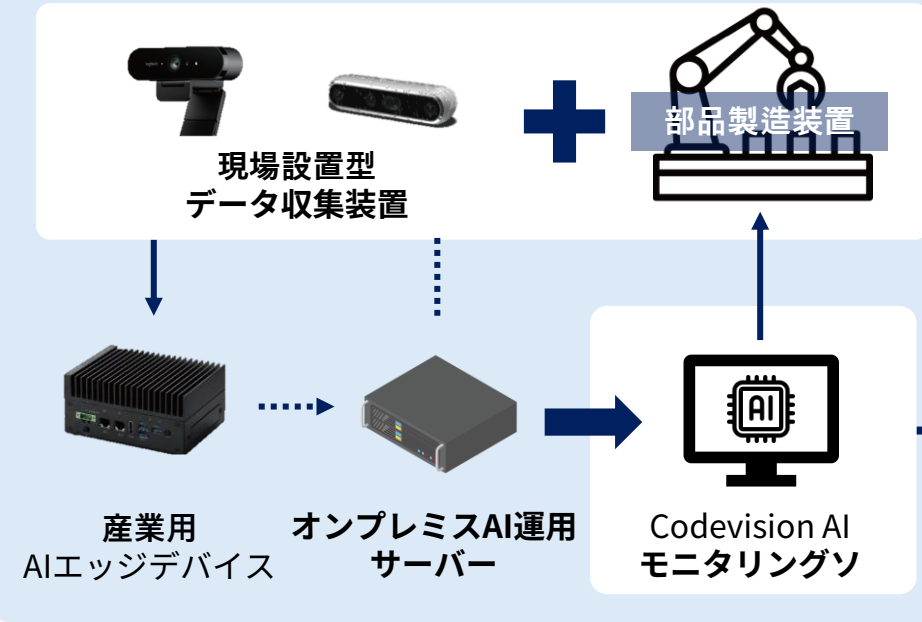 部品製造装置
現場設置型
データ収集装置
AI
産業用
AIエッジデバイス
オンプレミスAI運用
サーバー
Codevision AI
モニタリングソ